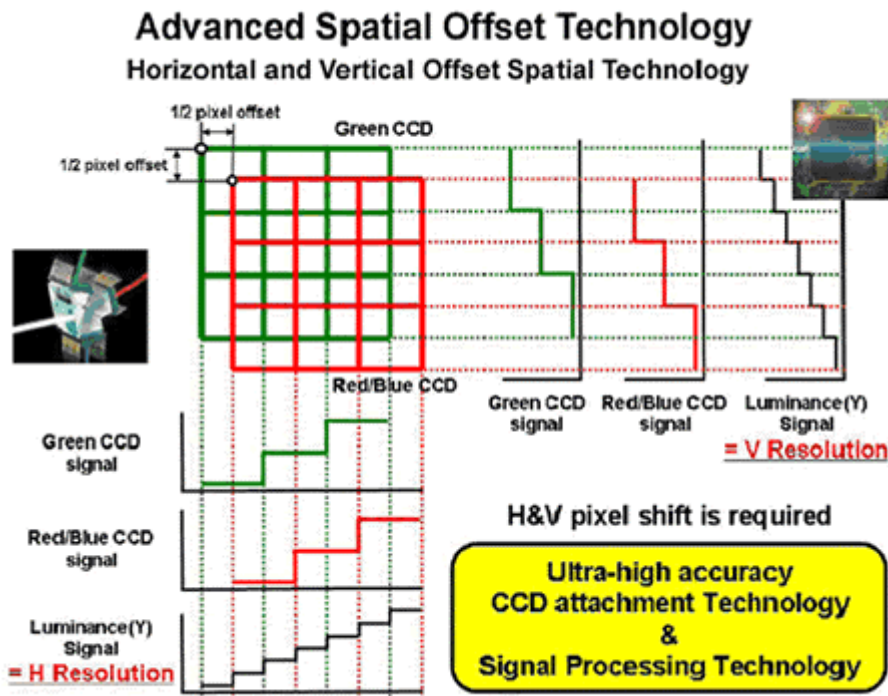 Advanced Spatial Offset Technology
Horizontal and Vertical Offset Spatial Technology
1/2 pixel offset
Green CCD
1/2 pixel offset
Red/Blue CCD
Green CCD
signal
Red/Blue CCD
signal
Luminance(Y)
Signal
= V Resolution
Green CCD
signal
Red/Blue CCD
signal
Luminance(Y)
Signal
= H Resolution
H&V pixel shift is required
Ultra-high accuracy
CCD attachment Technology
&
Signal Processing Technology